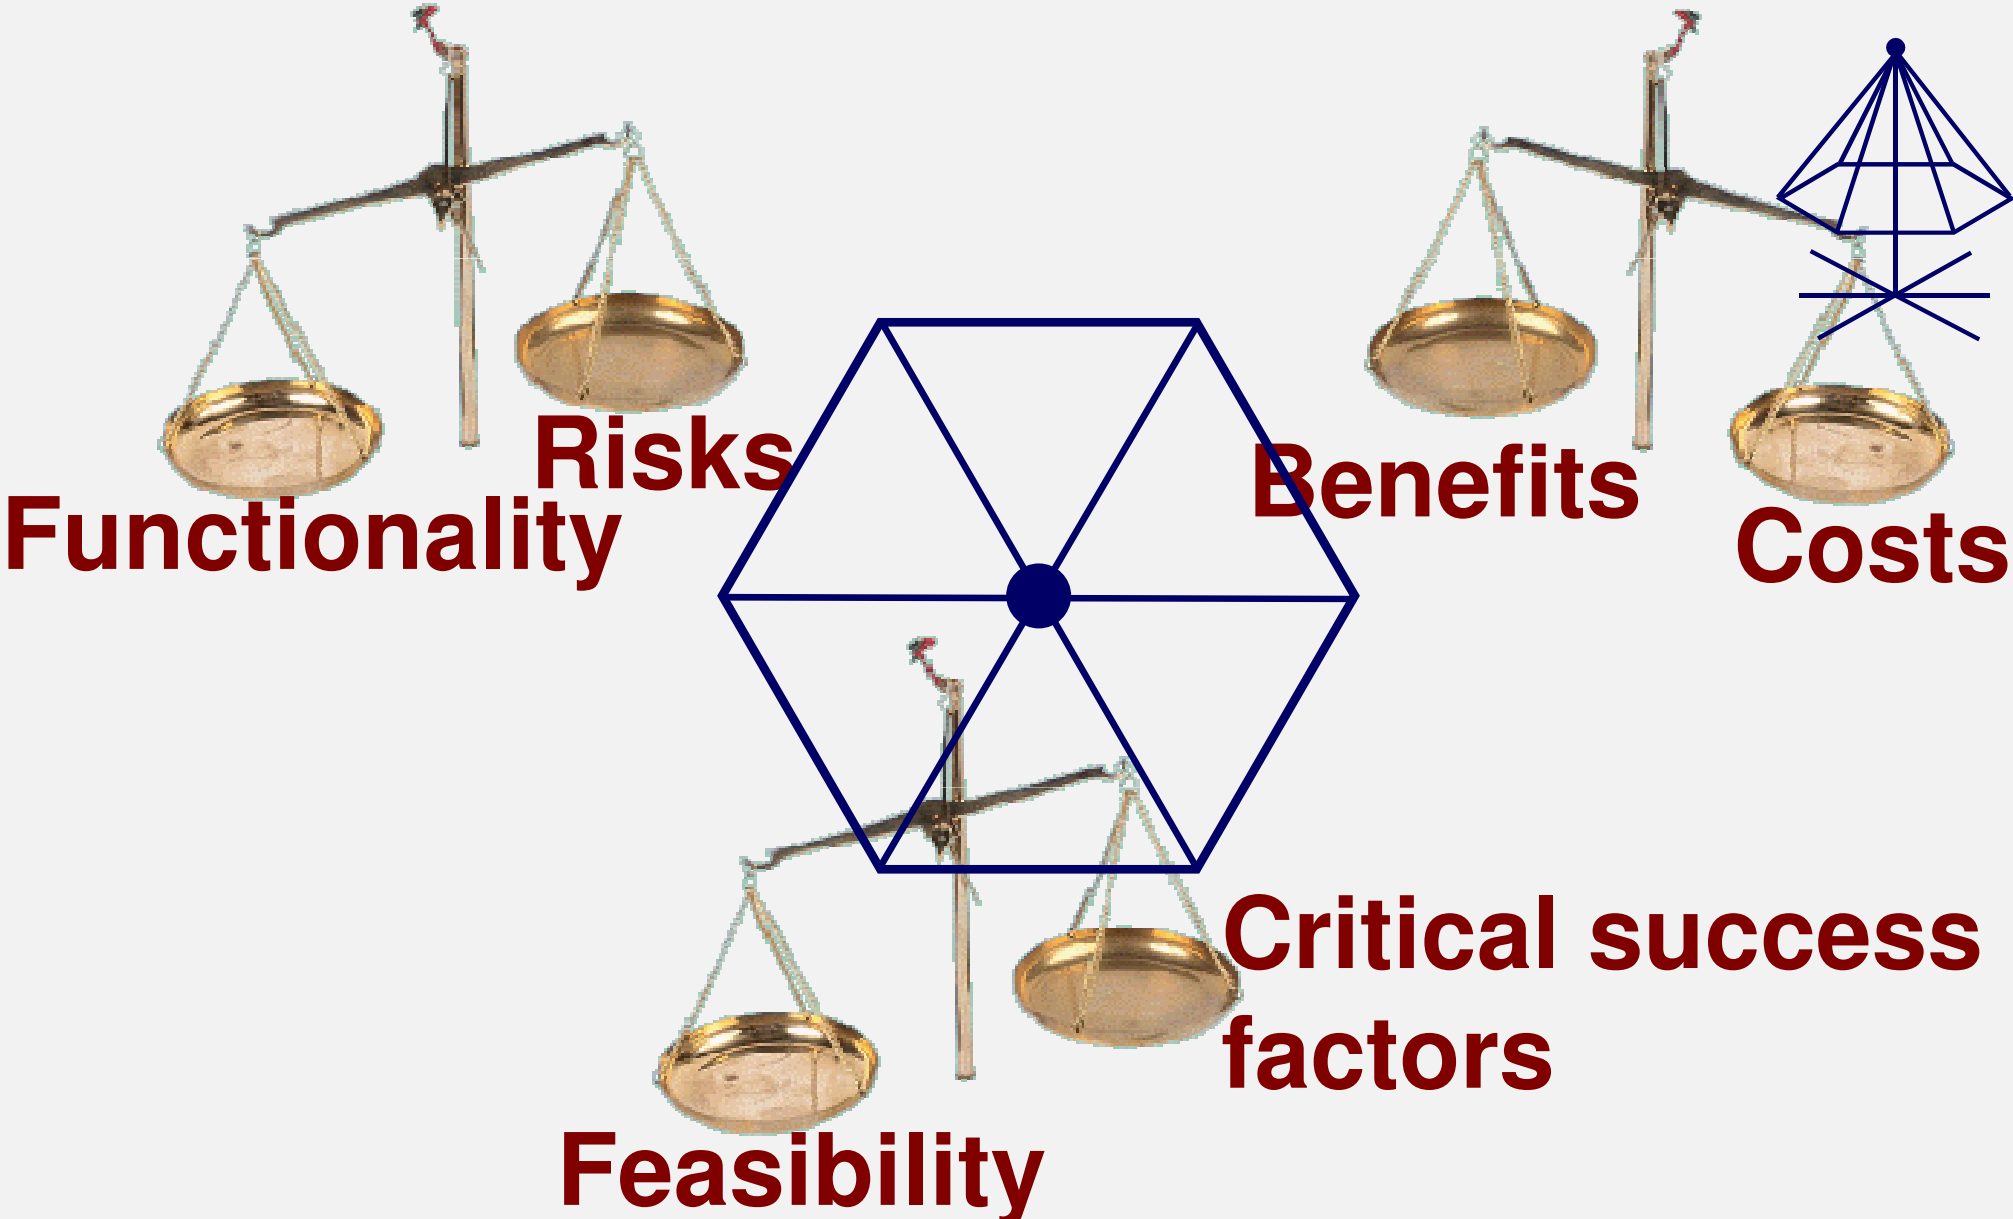 Risks
Functionality
Benefits
Costs
Critical success
factors
Feasibility